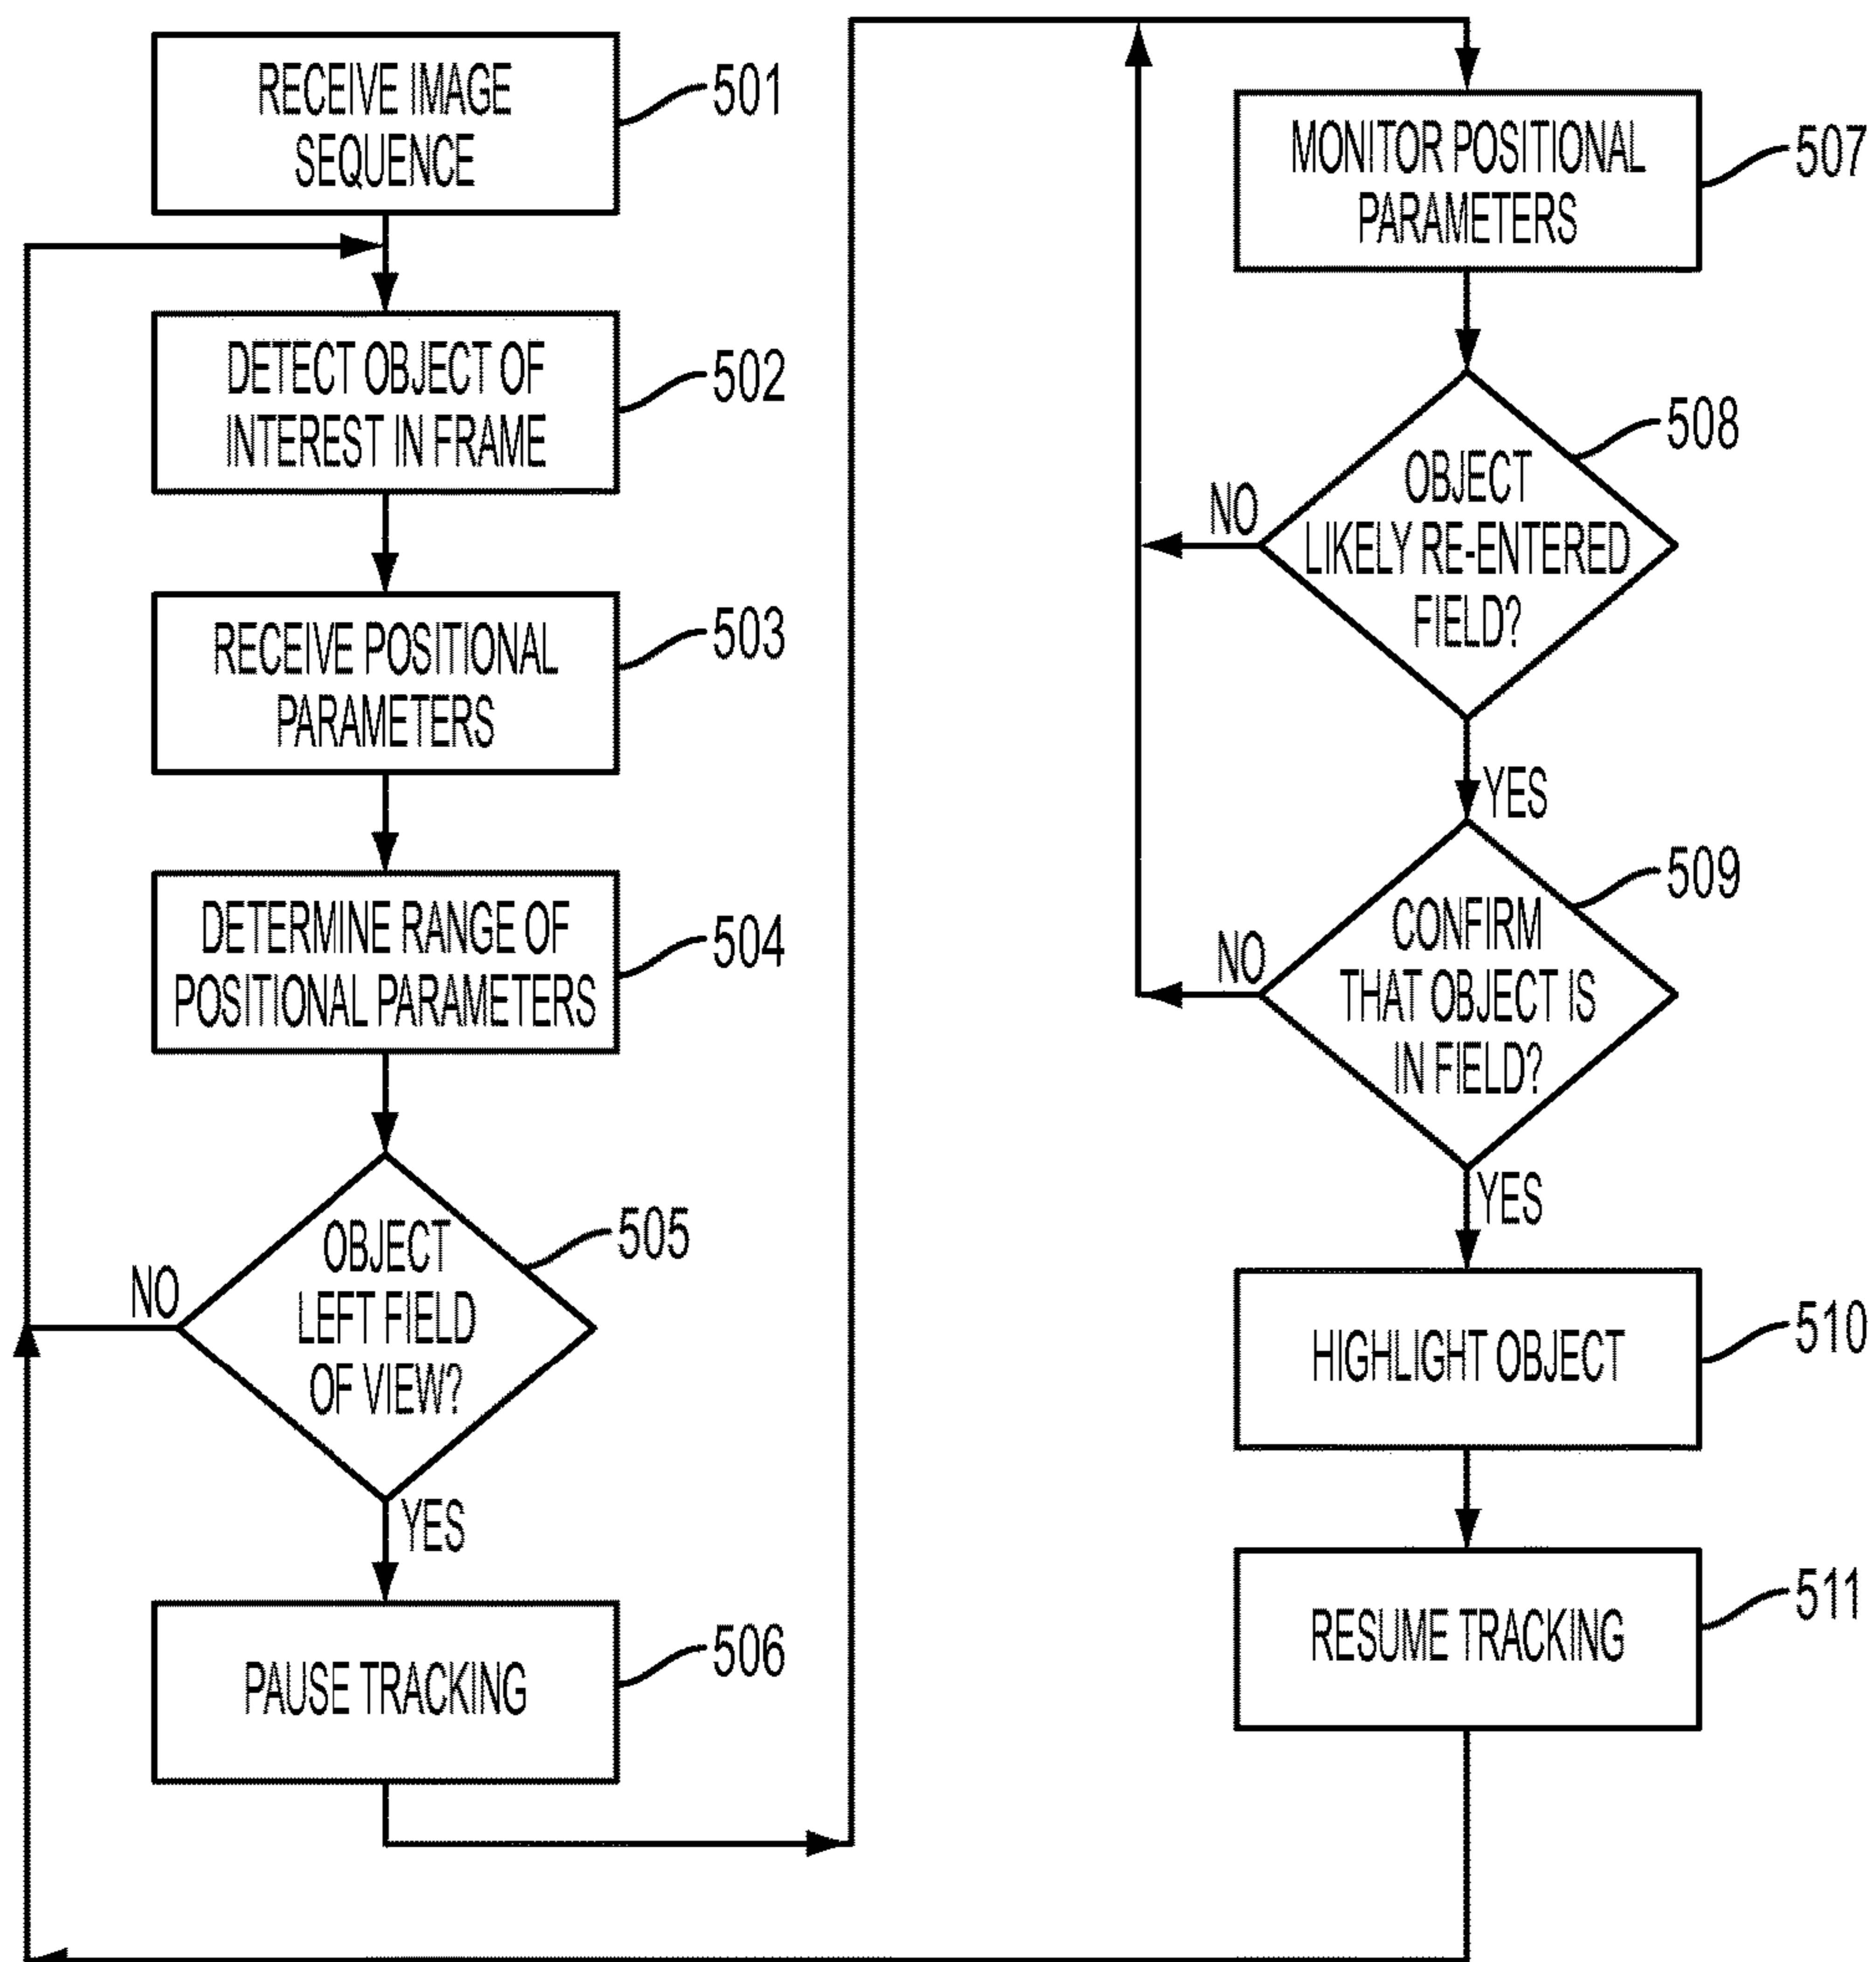 RECEIVE IMAGE
SEQUENCE
501
DETECT OBJECT OF
INTEREST IN FRAME
502
RECEIVE POSITIONAL
PARAMETERS
503
DETERMINE RANGE OF
POSITIONAL PARAMETERS
504
OBJECT
LEFT FIELD
OF VIEW?
505
NO
YES
PAUSE TRACKING
506
MONITOR POSITIONAL
PARAMETERS
507
OBJECT
LIKELY RE-ENTERED
FIELD?
508
NO
YES
CONFIRM
THAT OBJECT IS
IN FIELD?
509
NO
YES
HIGHLIGHT OBJECT
510
RESUME TRACKING
511